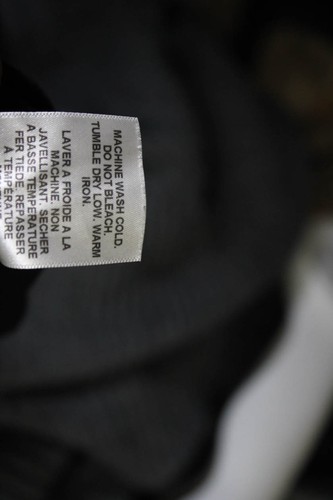 MACHINE WASH COLD.
DO NOT BLEACH.
TUMBLE DRY LOW. WARM
IRON.
LAVER A FROIDE A LA
MACHINE. NON
JAVELLISANT. SECHER
A BASSE TEMPERATURE
FER TIEDE. REPASSER
A TEMPÉRATURE